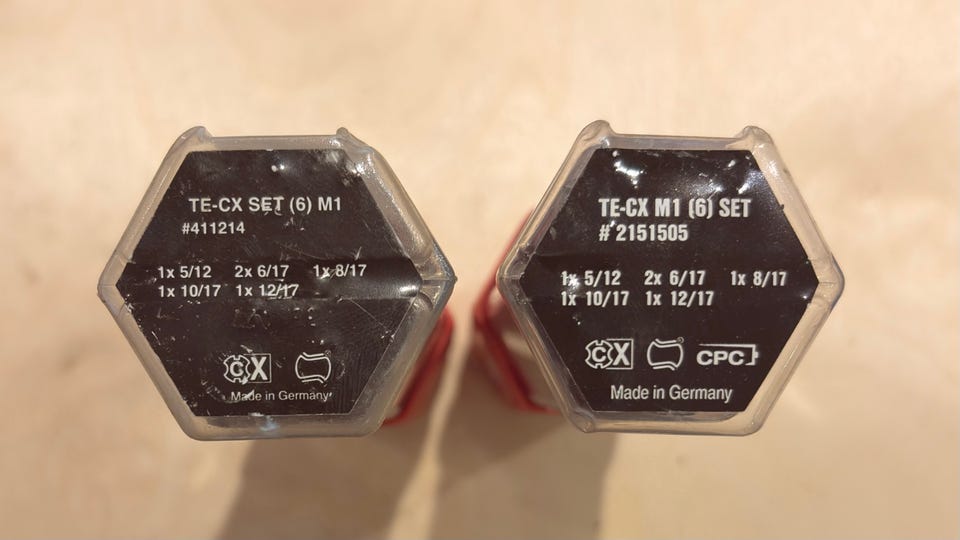 TE-CX SET (6) M1
#411214
1x 5/12 2x 6/17 1x 8/17
1x 10/17 1x 12/17
CX
Made in Germany
TE-CX M1 (6) SET
# 2151505
1x 5/12 2x 6/17 1x 8/17
1x 10/17 1x 12/17
CX CPC
Made in Germany